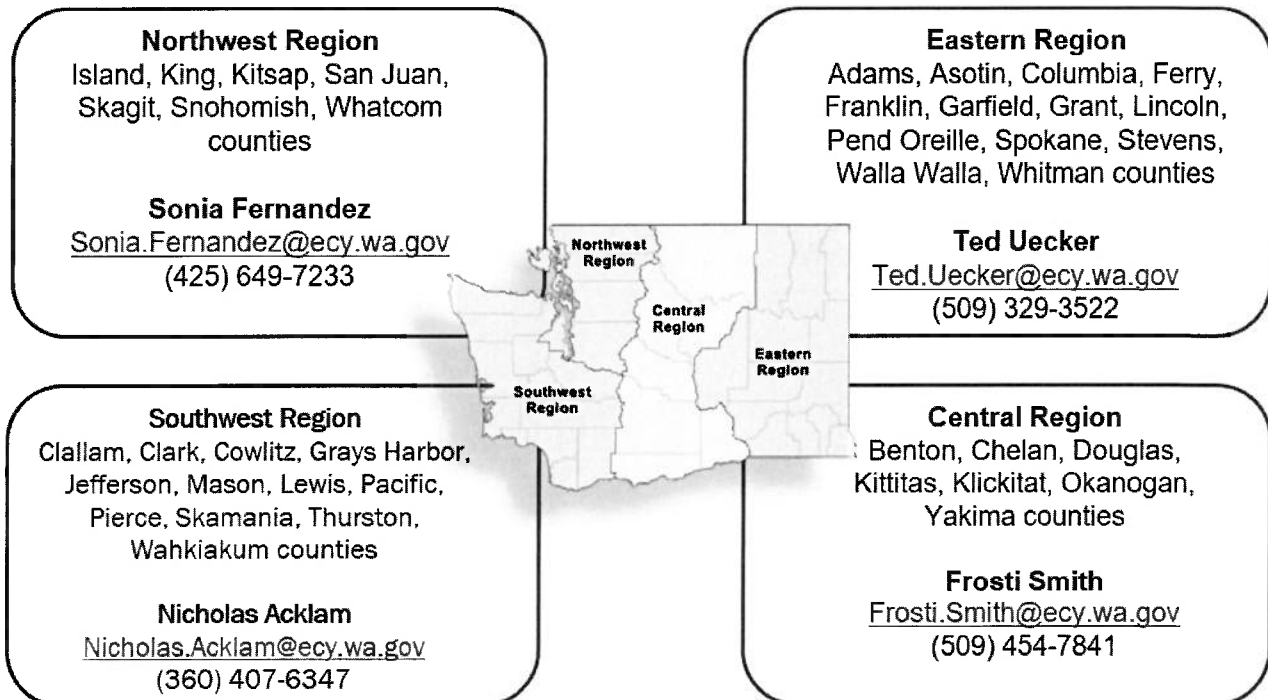 Northwest Region
Island, King, Kitsap, San Juan,
Skagit, Snohomish, Whatcom
counties
Sonia Fernandez
Sonia.Fernandez@ecy.wa.gov
(425) 649-7233
Eastern Region
Adams, Asotin, Columbia, Ferry,
Franklin, Garfield, Grant, Lincoln,
Pend Oreille, Spokane, Stevens,
Walla Walla, Whitman counties
Ted Uecker
Ted.Uecker@ecy.wa.gov
(509) 329-3522
Northwest
Region
Central
Region
Eastern
Region
Southwest
Region
Southwest Region
Clallam, Clark, Cowlitz, Grays Harbor,
Jefferson, Mason, Lewis, Pacific,
Pierce, Skamania, Thurston,
Wahkiakum counties
Nicholas Acklam
Nicholas.Acklam@ecy.wa.gov
(360) 407-6347
Central Region
Benton, Chelan, Douglas,
Kittitas, Klickitat, Okanogan,
Yakima counties
Frosti Smith
Frosti.Smith@ecy.wa.gov
(509) 454-7841